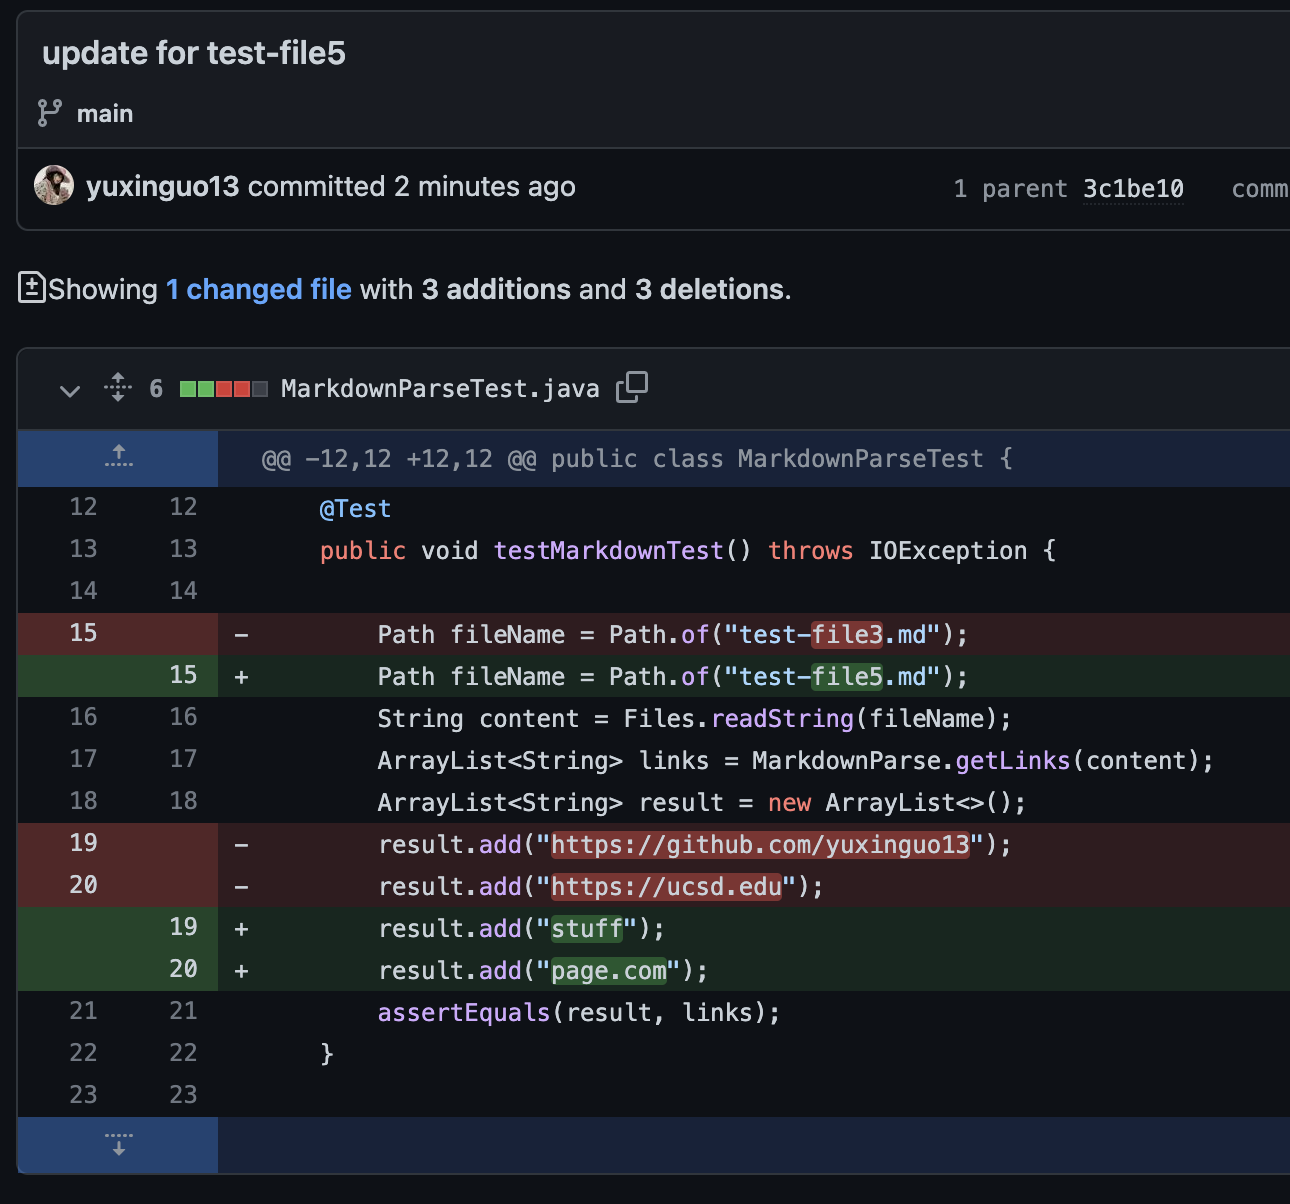 update for test-file5
main
yuxinguo13 committed 2 minutes ago 1 parent 3c1be10 comm
Showing 1 changed file with 3 additions and 3 deletions.
6 MarkdownParseTest.java
@@ -12,12 +12,12 @@ public class MarkdownParseTest {
12 12 @Test
13 13 public void testMarkdownTest() throws IOException {
14 14
15 - Path fileName = Path.of("test-file3.md");
15 + Path fileName = Path.of("test-file5.md");
16 16 String content = Files.readString(fileName);
17 17 ArrayList<String> links = MarkdownParse.getLinks(content);
18 18 ArrayList<String> result = new ArrayList<>();
19 - result.add("https://github.com/yuxinguo13");
20 - result.add("https://ucsd.edu");
19 + result.add("stuff");
20 + result.add("page.com");
21 21 assertEquals(result, links);
22 22 }
23 23